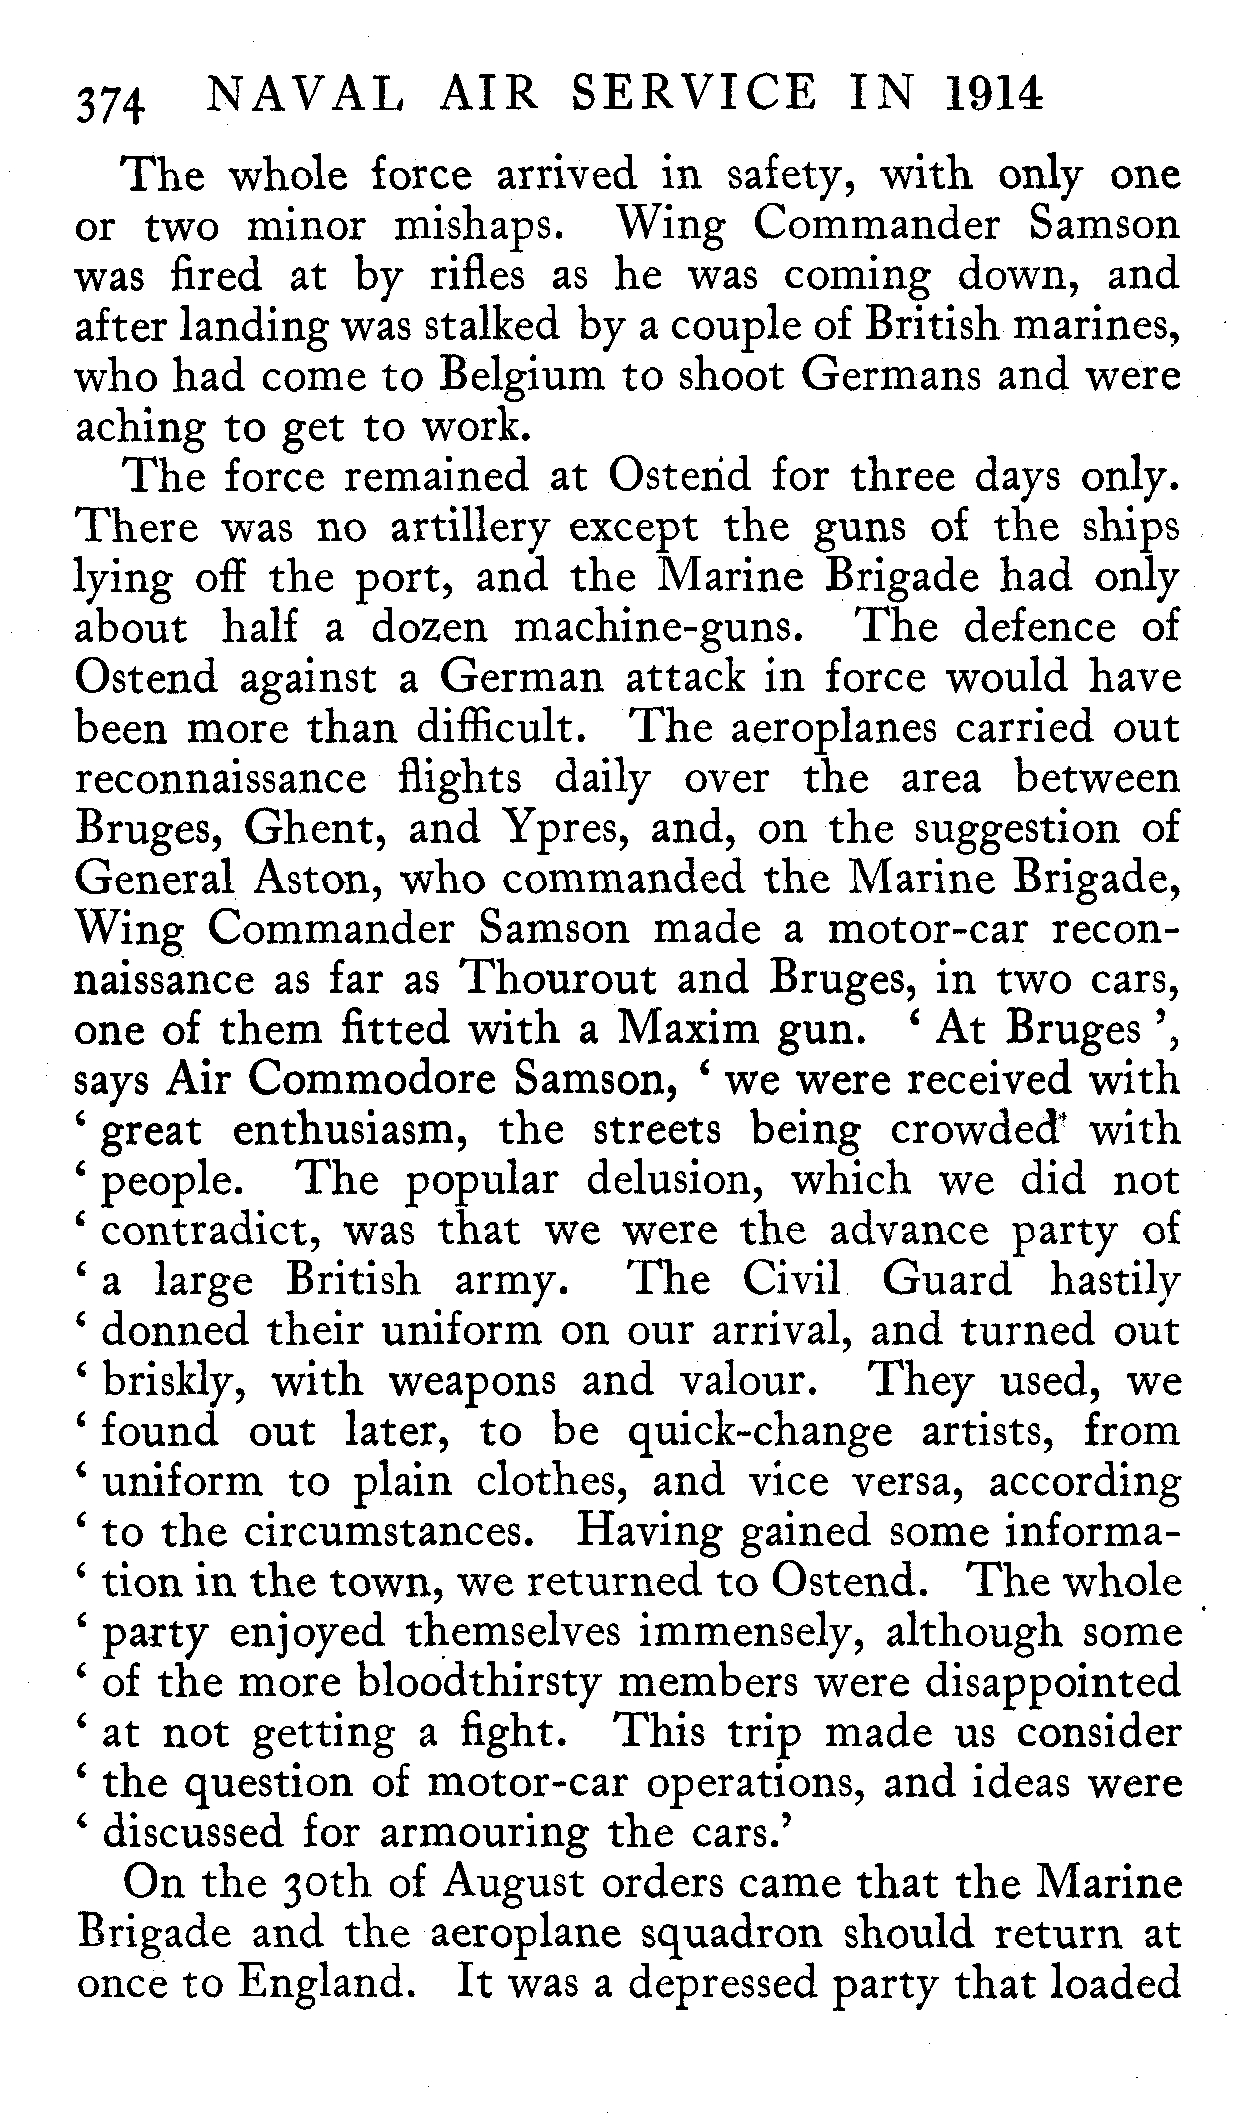 374 NAVAL AIR SERVICE IN 1914
The whole force arrived in safety, with only one
or two minor mishaps. Wing Commander Samson
was fired at by rifles as he was coming down, and
after landing was stalked by a couple of British marines,
who had come to Belgium to shoot Germans and were
aching to get to work.
The force remained at Ostend for three days only.
There was no artillery except the guns of the ships
lying off the port, and the Marine Brigade had only
about half a dozen machine-guns. The defence of
Ostend against a German attack in force would have
been more than difficult. The aeroplanes carried out
reconnaissance flights daily over the area between
Bruges, Ghent, and Ypres, and, on the suggestion of
General Aston, who commanded the Marine Brigade,
Wing Commander Samson made a motor-car recon-
naissance as far as Thourout and Bruges, in two cars,
one of them fitted with a Maxim gun. ‘ At Bruges ’,
says Air Commodore Samson, ‘ we were received with
‘ great enthusiasm, the streets being crowded with
‘ people. The popular delusion, which we did not
‘ contradict, was that we were the advance party of
‘ a large British army. The Civil Guard hastily
‘ donned their uniform on our arrival, and turned out
‘ briskly, with weapons and valour. They used, we
‘ found out later, to be quick-change artists, from
‘ uniform to plain clothes, and vice versa, according
‘ to the circumstances. Having gained some informa-
‘ tion in the town, we returned to Ostend. The whole
‘ party enjoyed themselves immensely, although some
‘ of the more bloodthirsty members were disappointed
‘ at not getting a fight. This trip made us consider
‘ the question of motor-car operations, and ideas were
‘ discussed for armouring the cars.’
On the 30th of August orders came that the Marine
Brigade and the aeroplane squadron should return at
once to England. It was a depressed party that loaded